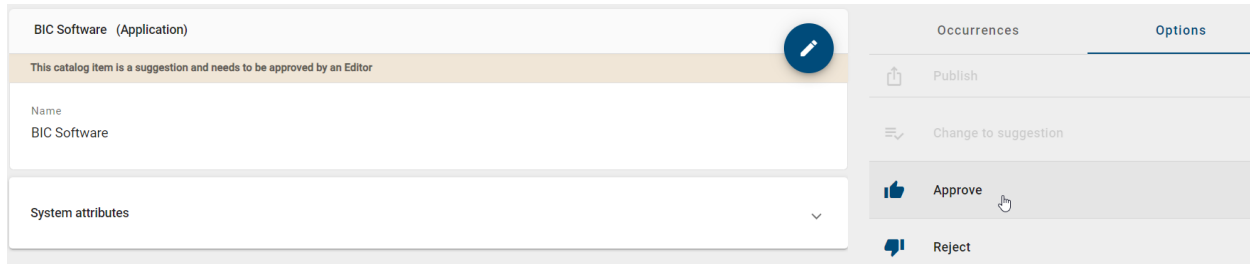 BIC Software (Application)
This catalog item is a suggestion and needs to be approved by an Editor
Name
BIC Software
System attributes
Occurrences
Options
Publish
Change to suggestion
Approve
Reject